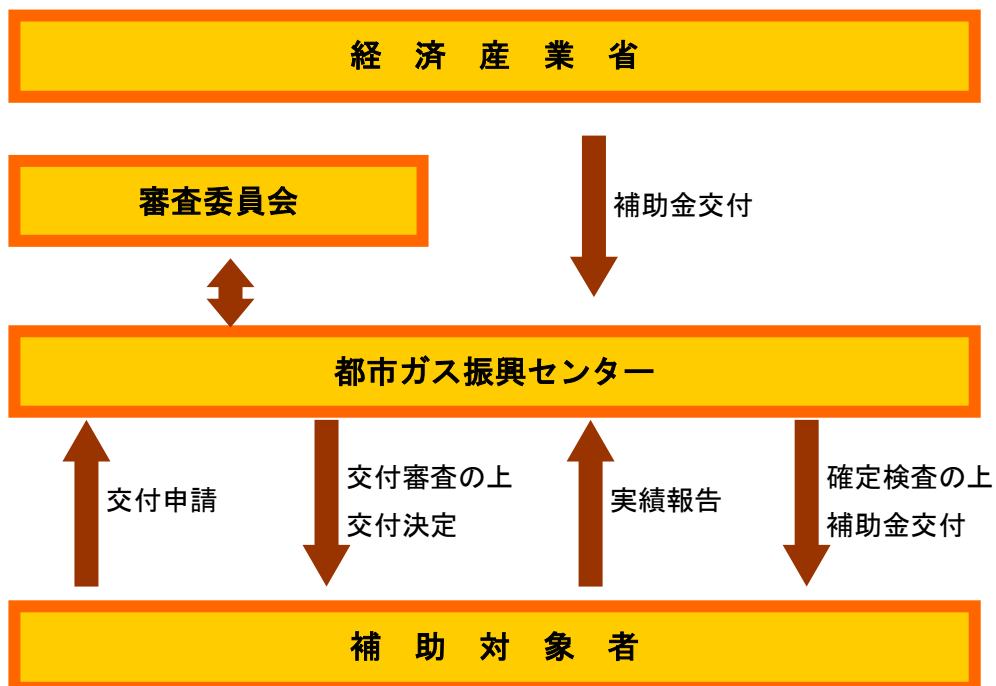 経 済 産 業 省
審査委員会
補助金交付
都市ガス振興センター
交付申請
交付審査の上
交付決定
実績報告
確定検査の上
補助金交付
補 助 対 象 者